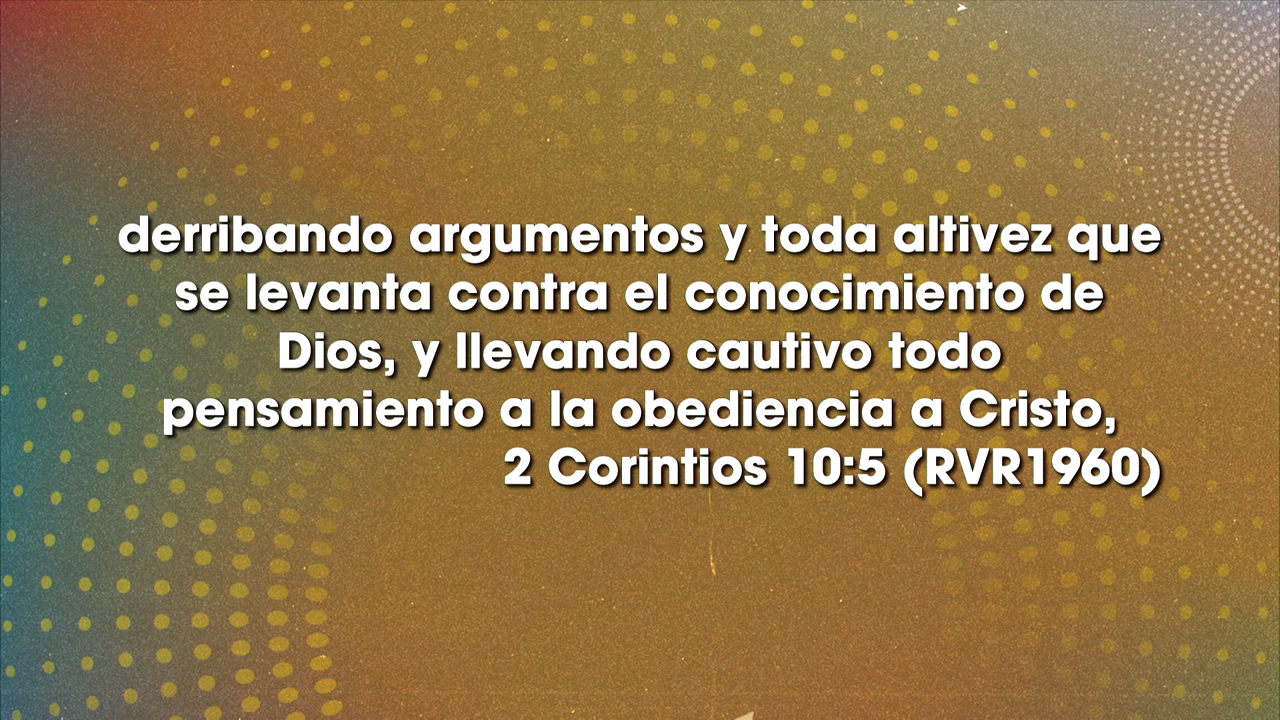 derribando argumentos y toda altivez que
se levanta contra el conocimiento de
Dios, y llevando cautivo todo
pensamiento a la obediencia a Cristo,
2 Corintios 10:5 (RVR1960)